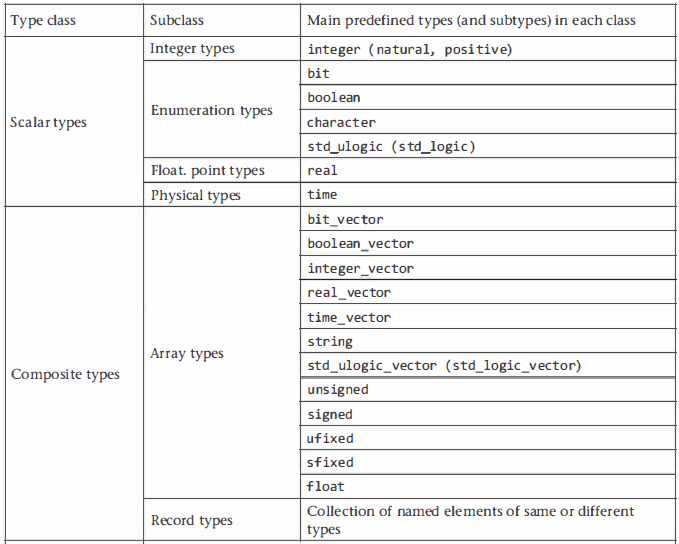 Type class Subclass Main predefined types (and subtypes) in each class
Scalar types Integer types integer (natural, positive)
Enumeration types bit
boolean
character
std_ulogic (std_logic)
Float. point types real
Physical types time
Composite types Array types bit_vector
boolean_vector
integer_vector
real_vector
time_vector
string
std_ulogic_vector (std_logic_vector)
unsigned
signed
ufixed
sfixed
float
Record types Collection of named elements of same or different
types